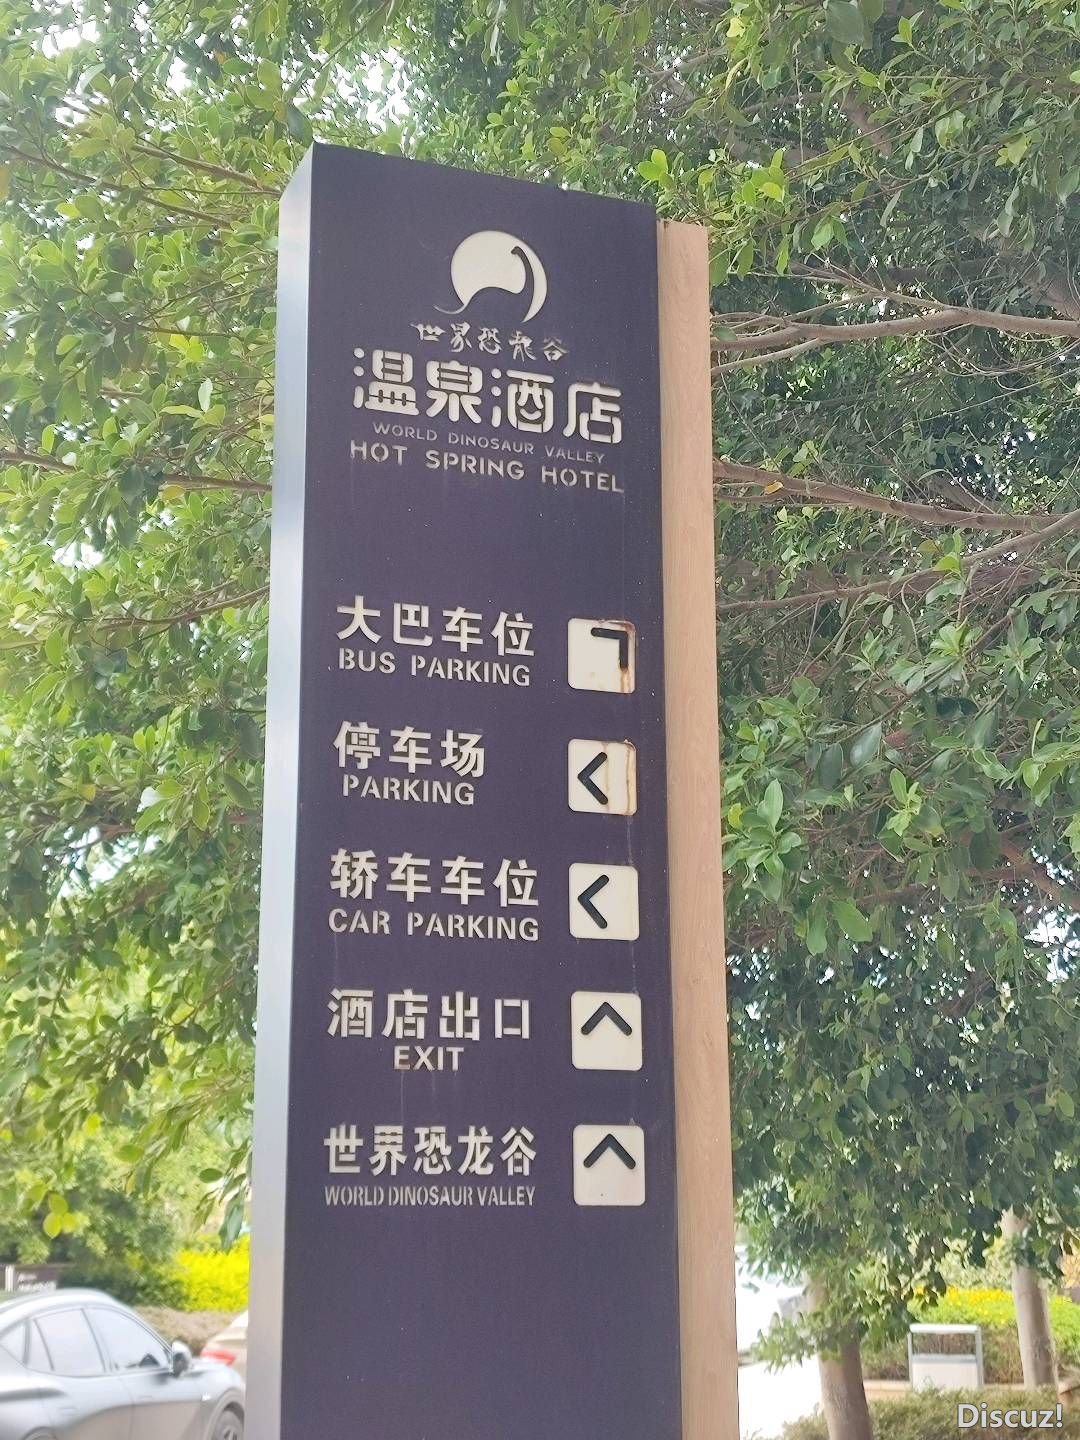 世界恐龙谷
温泉酒店
WORLD DINOSAUR VALLEY
HOT SPRING HOTEL
大巴车位
BUS PARKING
停车场
PARKING
轿车车位
CAR PARKING
酒店出口
EXIT
世界恐龙谷
WORLD DINOSAUR VALLEY
Discuz!